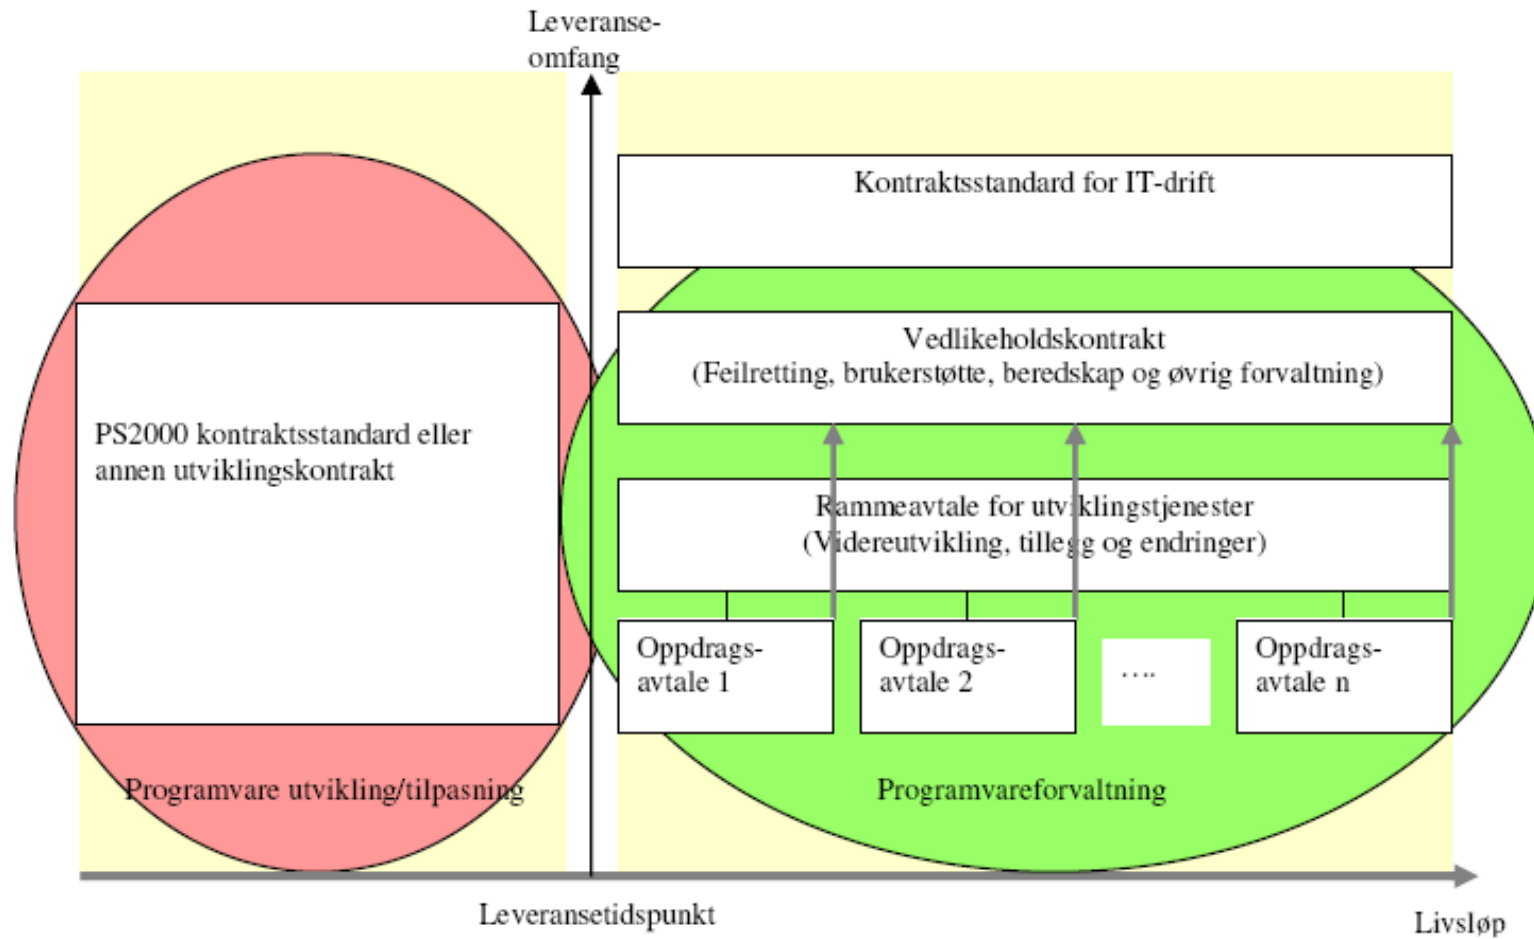 Leveranse-
omfang
Kontraktsstandard for IT-drift
Vedlikeholdskontrakt
(Feilretting, brukerstøtte, beredskap og øvrig forvaltning)
PS2000 kontraktsstandard eller
annen utviklingskontrakt
Rammeavtale for utviklingstjenester
(Videreutvikling, tillegg og endringer)
Oppdrags-
avtale 1
Oppdrags-
avtale 2
....
Oppdrags-
avtale n
Programvare utvikling/tilpasning
Programvareforvaltning
Leveransetidspunkt
Livsløp